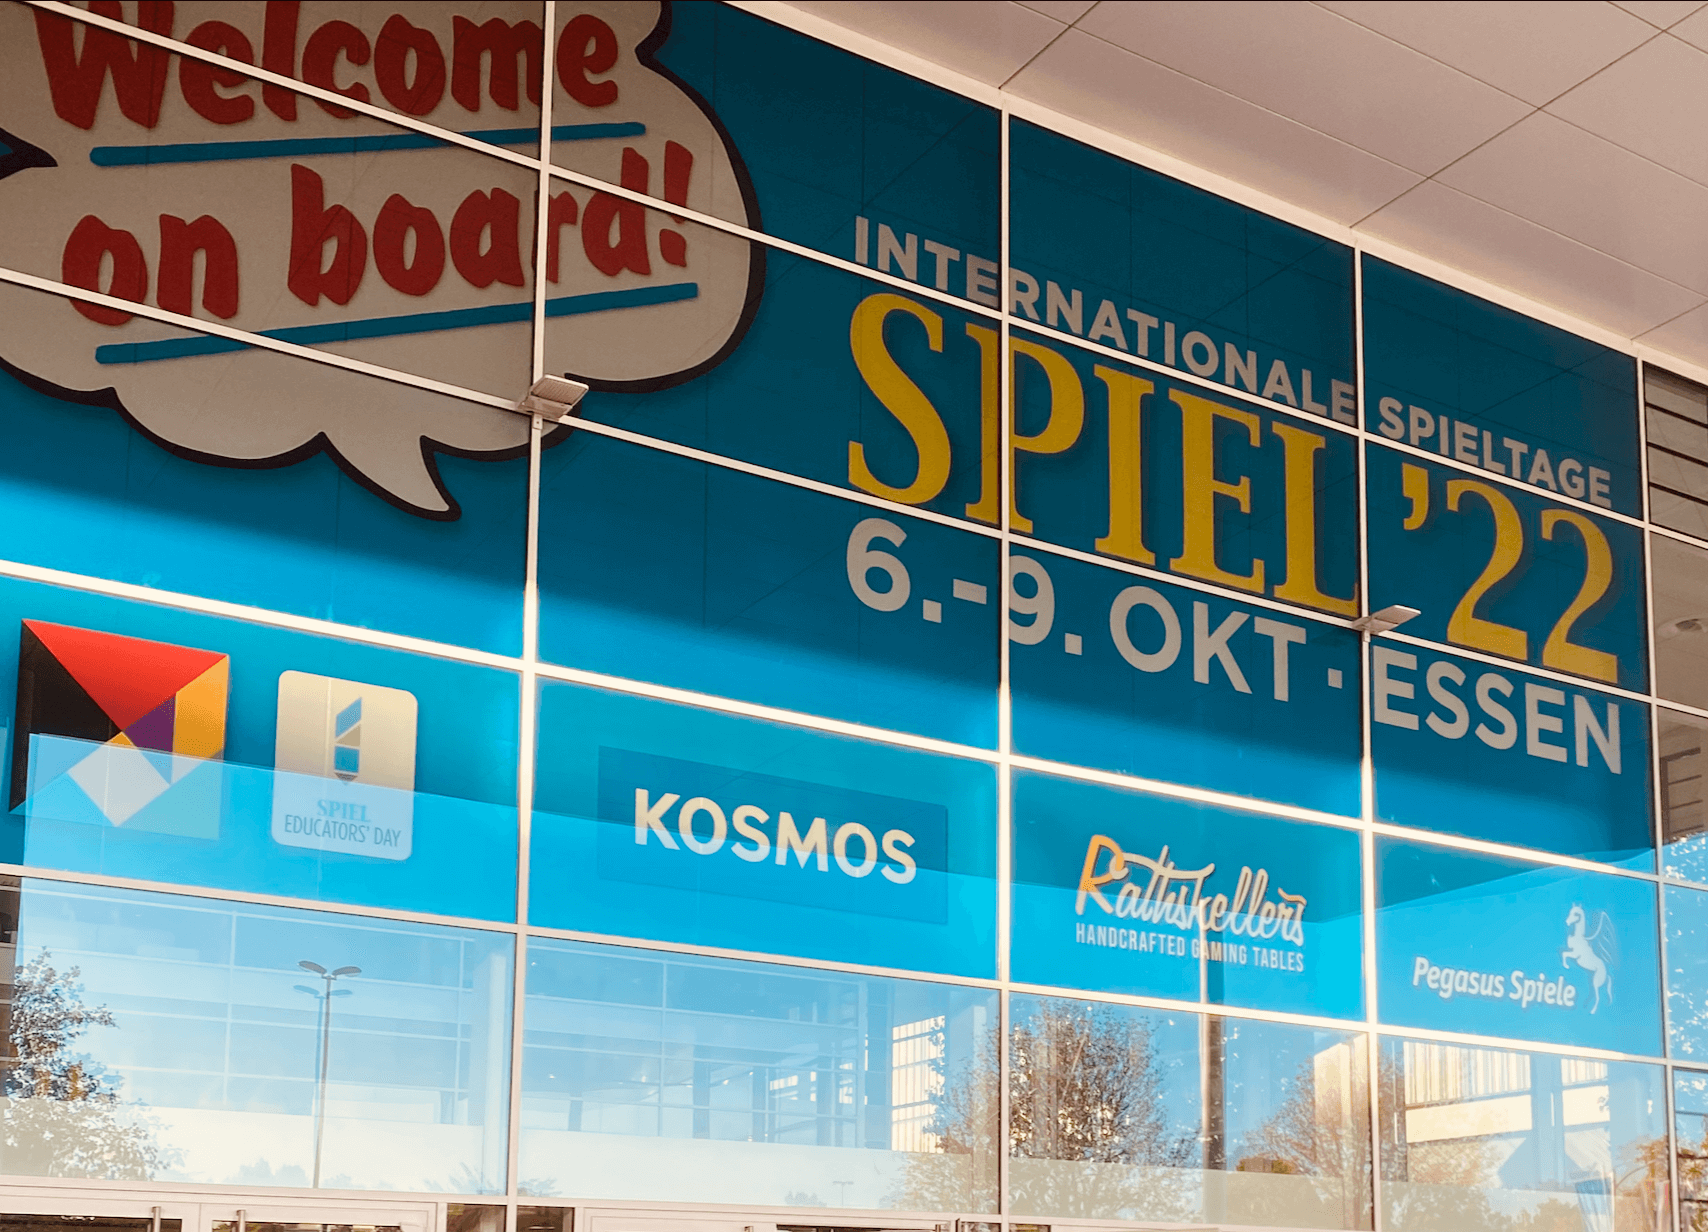 Welcome
on board!
INTERNATIONALE SPIELTAGE
SPIEL '22
6.-9. OKT · ESSEN
SPIEL
EDUCATORS' DAY
KOSMOS
Rathskellers
HANDCRAFTED GAMING TABLES
Pegasus Spiele